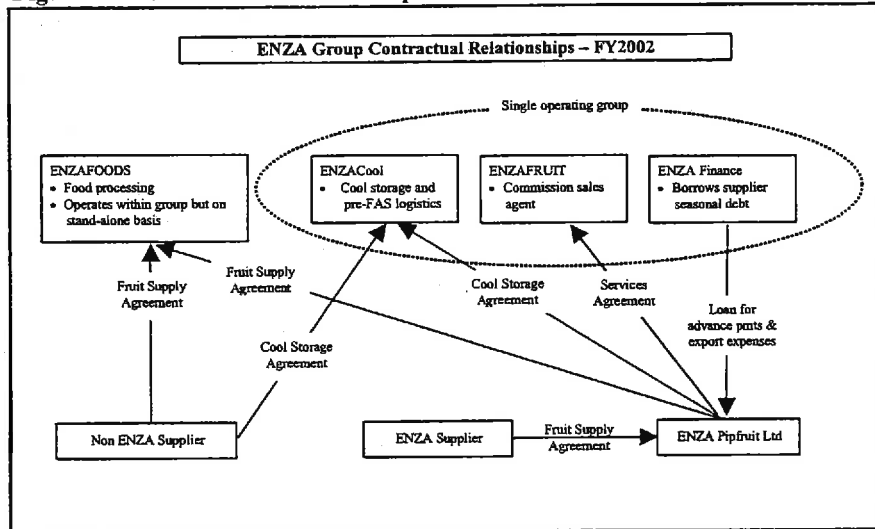 ENZA Group Contractual Relationships – FY2002
Single operating group
ENZAFOODS
• Food processing
• Operates within group but on
stand-alone basis
ENZACool
• Cool storage and
pre-FAS logistics
ENZAFRUIT
• Commission sales
agent
ENZA Finance
• Borrows supplier
seasonal debt
Fruit Supply
Agreement
Fruit Supply
Agreement
Cool Storage
Agreement
Services
Agreement
Loan for
advance pmts &
export expenses
Cool Storage
Agreement
Non ENZA Supplier
ENZA Supplier
Fruit Supply
Agreement
ENZA Pipfruit Ltd